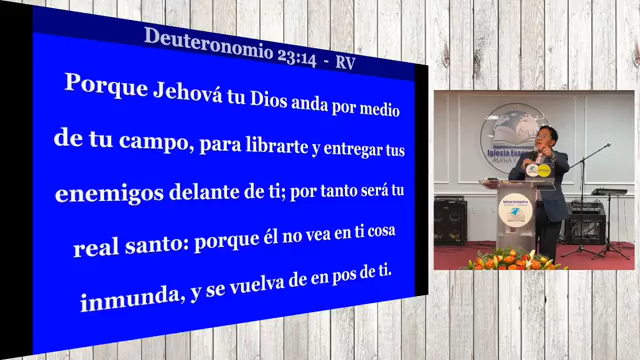 Deuteronomio 23:14 - RV
Porque Jehová tu Dios anda por medio
de tu campo, para librarte y entregar tus
enemigos delante de ti; por tanto será tu
real santo: porque él no vea en ti cosa
inmunda, y se vuelva de en pos de ti.
Iglesia Evangélica